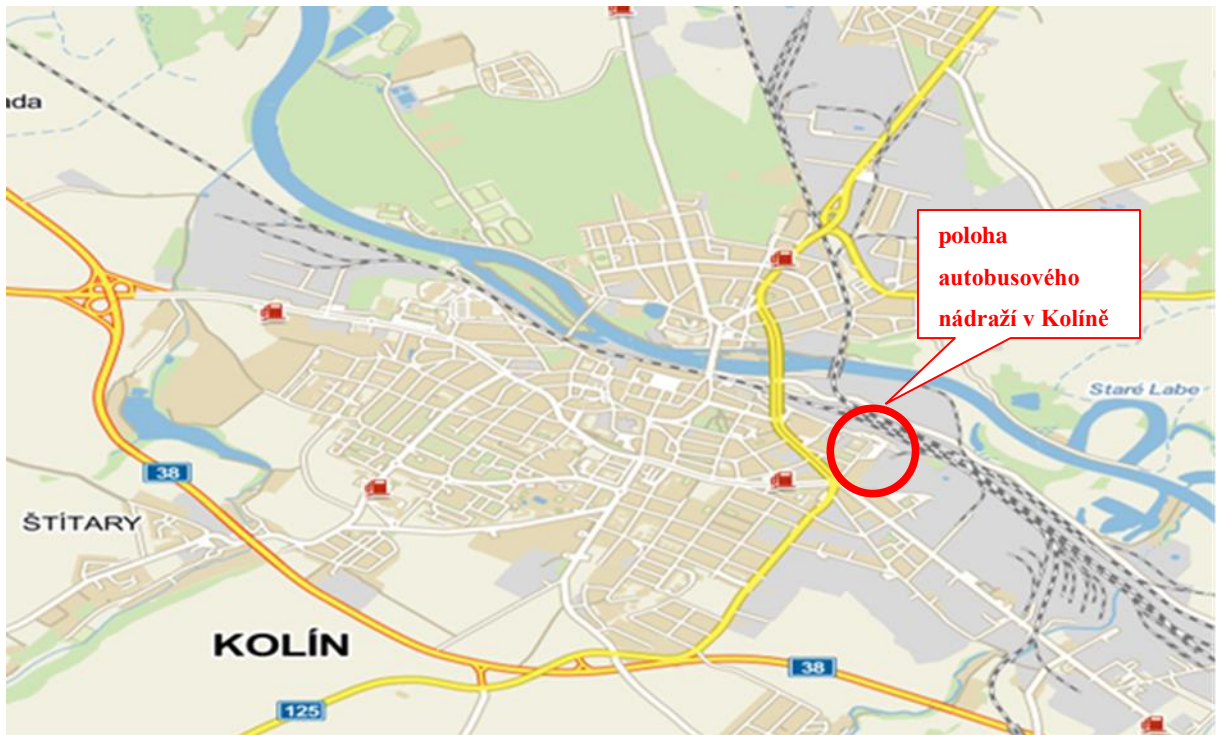 ada
poloha
autobusového
nádraží v Kolíně
Staré Labe
38
ŠTÍTARY
KOLÍN
38
125